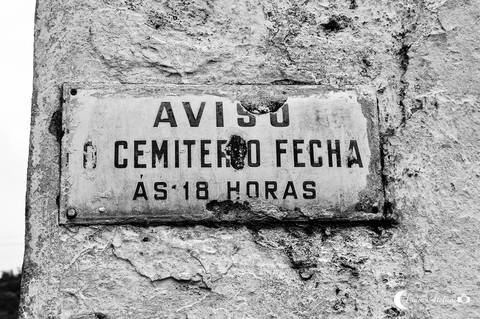 AVISO
O CEMITERIO FECHA
ÁS 18 HORAS